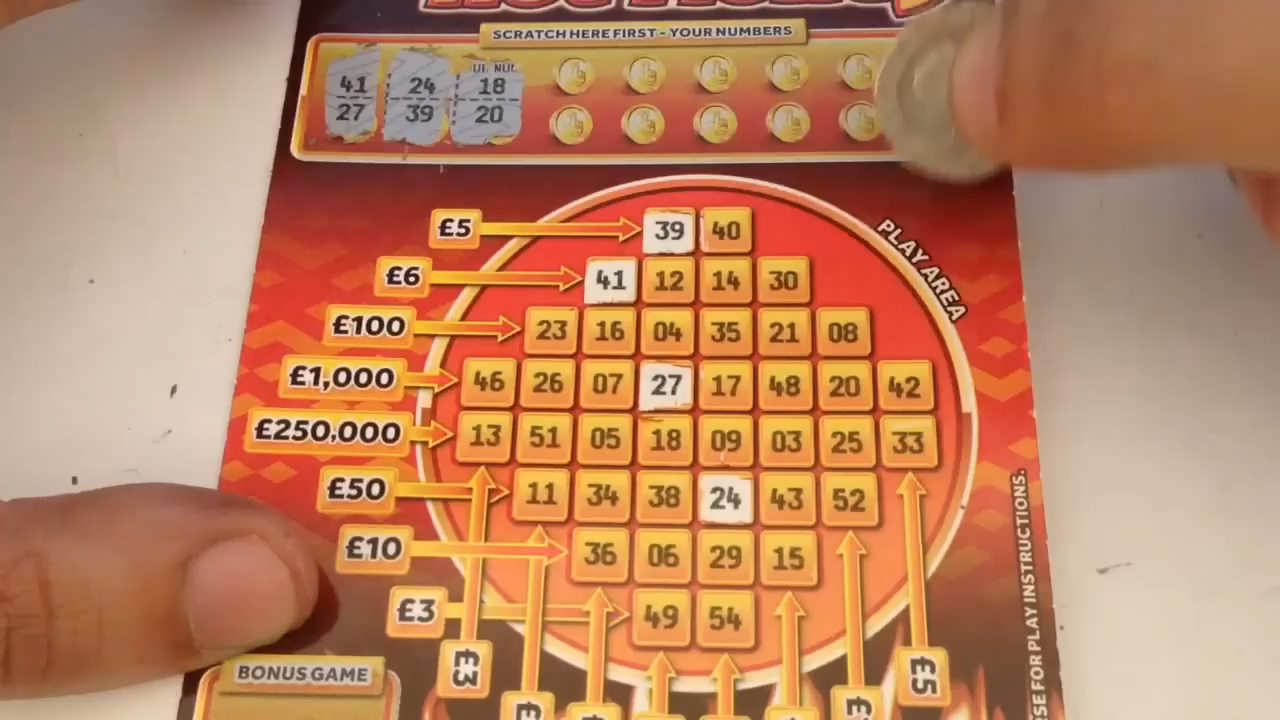 SCRATCH HERE FIRST - YOUR NUMBERS
41 24 18
27 39 20
PLAY AREA
£5 39 40
£6 41 12 14 30
£100 23 16 04 35 21 08
£1,000 46 26 07 27 17 48 20 42
£250,000 13 51 05 18 09 03 25 33
£50 11 34 38 24 43 52
£10 36 06 29 15
£3 49 54
£3 £5
BONUS GAME
FOR PLAY INSTRUCTIONS.